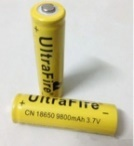 +
UltraFire
UltraFire
CN 18650 9800mAh 3.7V